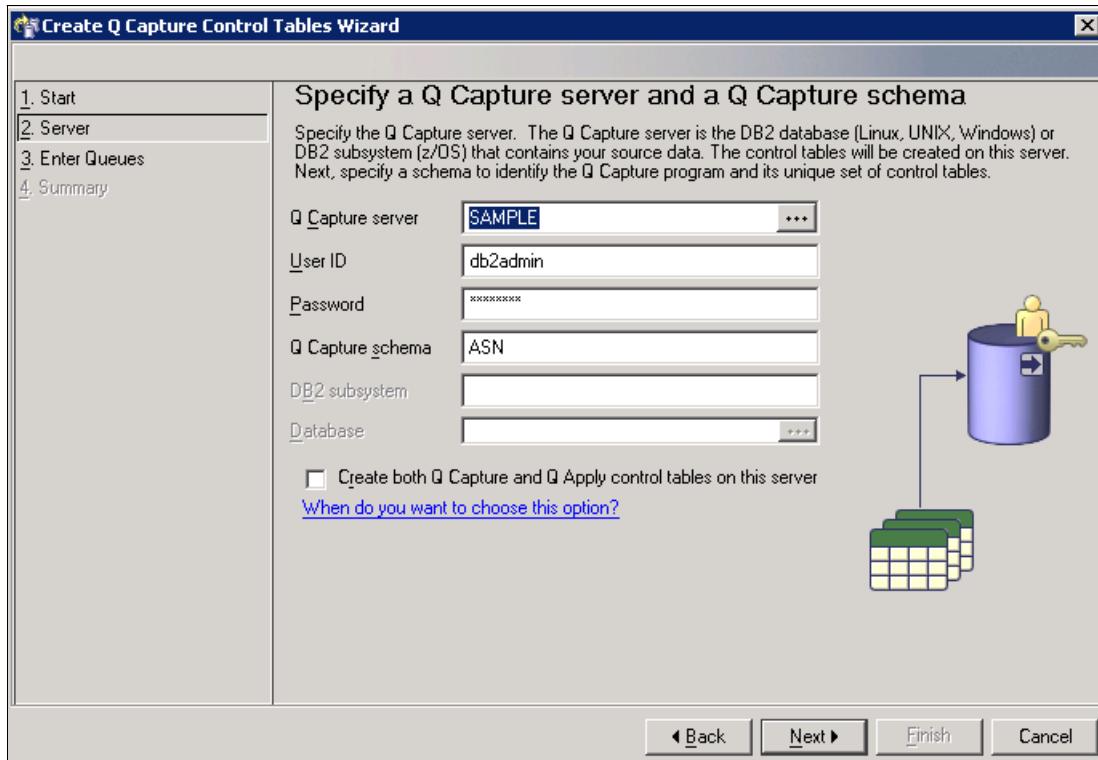 Create Q Capture Control Tables Wizard
1. Start
2. Server
3. Enter Queues
4. Summary
Specify a Q Capture server and a Q Capture schema
Specify the Q Capture server. The Q Capture server is the DB2 database (Linux, UNIX, Windows) or
DB2 subsystem (z/OS) that contains your source data. The control tables will be created on this server.
Next, specify a schema to identify the Q Capture program and its unique set of control tables.
Q Capture server
SAMPLE
...
User ID
db2admin
Password
********
Q Capture schema
ASN
DB2 subsystem
Database
...
Create both Q Capture and Q Apply control tables on this server
When do you want to choose this option?
Back
Next
Finish
Cancel